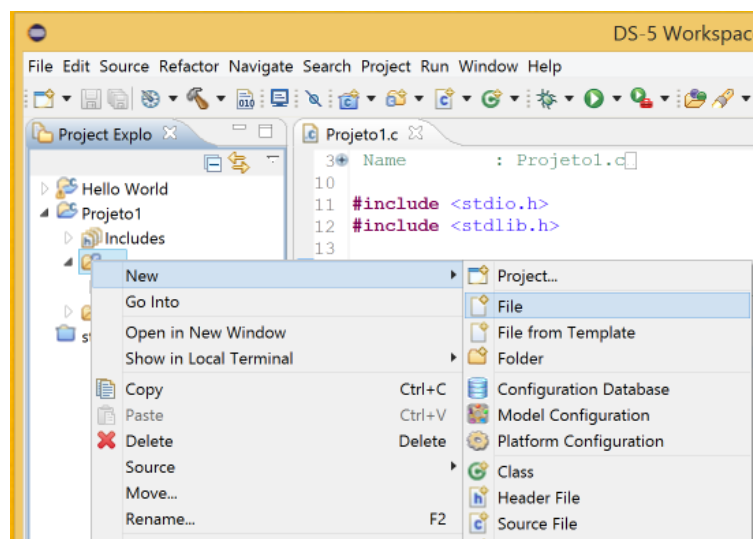 DS-5 Workspac
File Edit Source Refactor Navigate Search Project Run Window Help
Project Explo
Projeto1.c
3 Name : Projeto1.c
10
11 #include <stdio.h>
12 #include <stdlib.h>
13
Hello World
Projeto1
Includes
New
Go Into
Open in New Window
Show in Local Terminal
Copy Ctrl+C
Paste Ctrl+V
Delete Delete
Source
Move...
Rename... F2
Project...
File
File from Template
Folder
Configuration Database
Model Configuration
Platform Configuration
Class
Header File
Source File